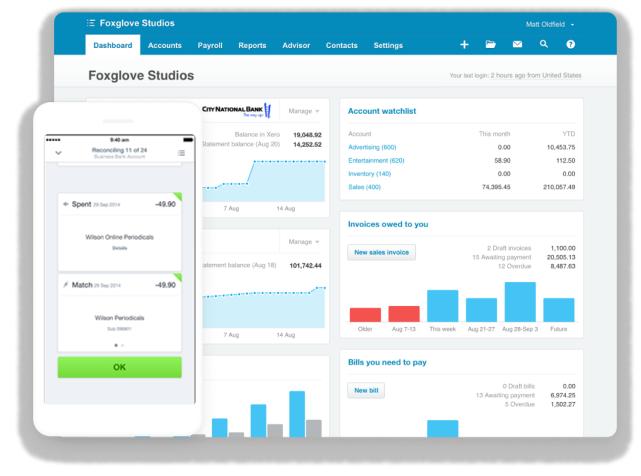 Foxglove Studios
Matt Oldfield
Dashboard Accounts Payroll Reports Advisor Contacts Settings
Foxglove Studios
Your last login: 2 hours ago from United States
CITY NATIONAL BANK
The way up.
Manage
Balance in Xero 19,048.92
Statement balance (Aug 20) 14,252.52
7 Aug 14 Aug
Manage
atement balance (Aug 18) 101,742.44
7 Aug 14 Aug
Account watchlist
Account This month YTD
Advertising (600) 0.00 10,453.75
Entertainment (620) 58.90 112.50
Inventory (140) 0.00 0.00
Sales (400) 74,395.45 210,057.49
Invoices owed to you
New sales invoice
2 Draft invoices 1,100.00
15 Awaiting payment 20,505.13
12 Overdue 8,487.63
Older Aug 7-13 This week Aug 21-27 Aug 28-Sep 3 Future
Bills you need to pay
New bill
0 Draft bills 0.00
13 Awaiting payment 6,974.25
5 Overdue 1,502.27
9:40 am
Reconciling 11 of 24
Business Bank Account
Spent 29 Sep 2014 -49.90
Wilson Online Periodicals
Details
Match 29 Sep 2014 -49.90
Wilson Periodicals
Sub 098801
OK